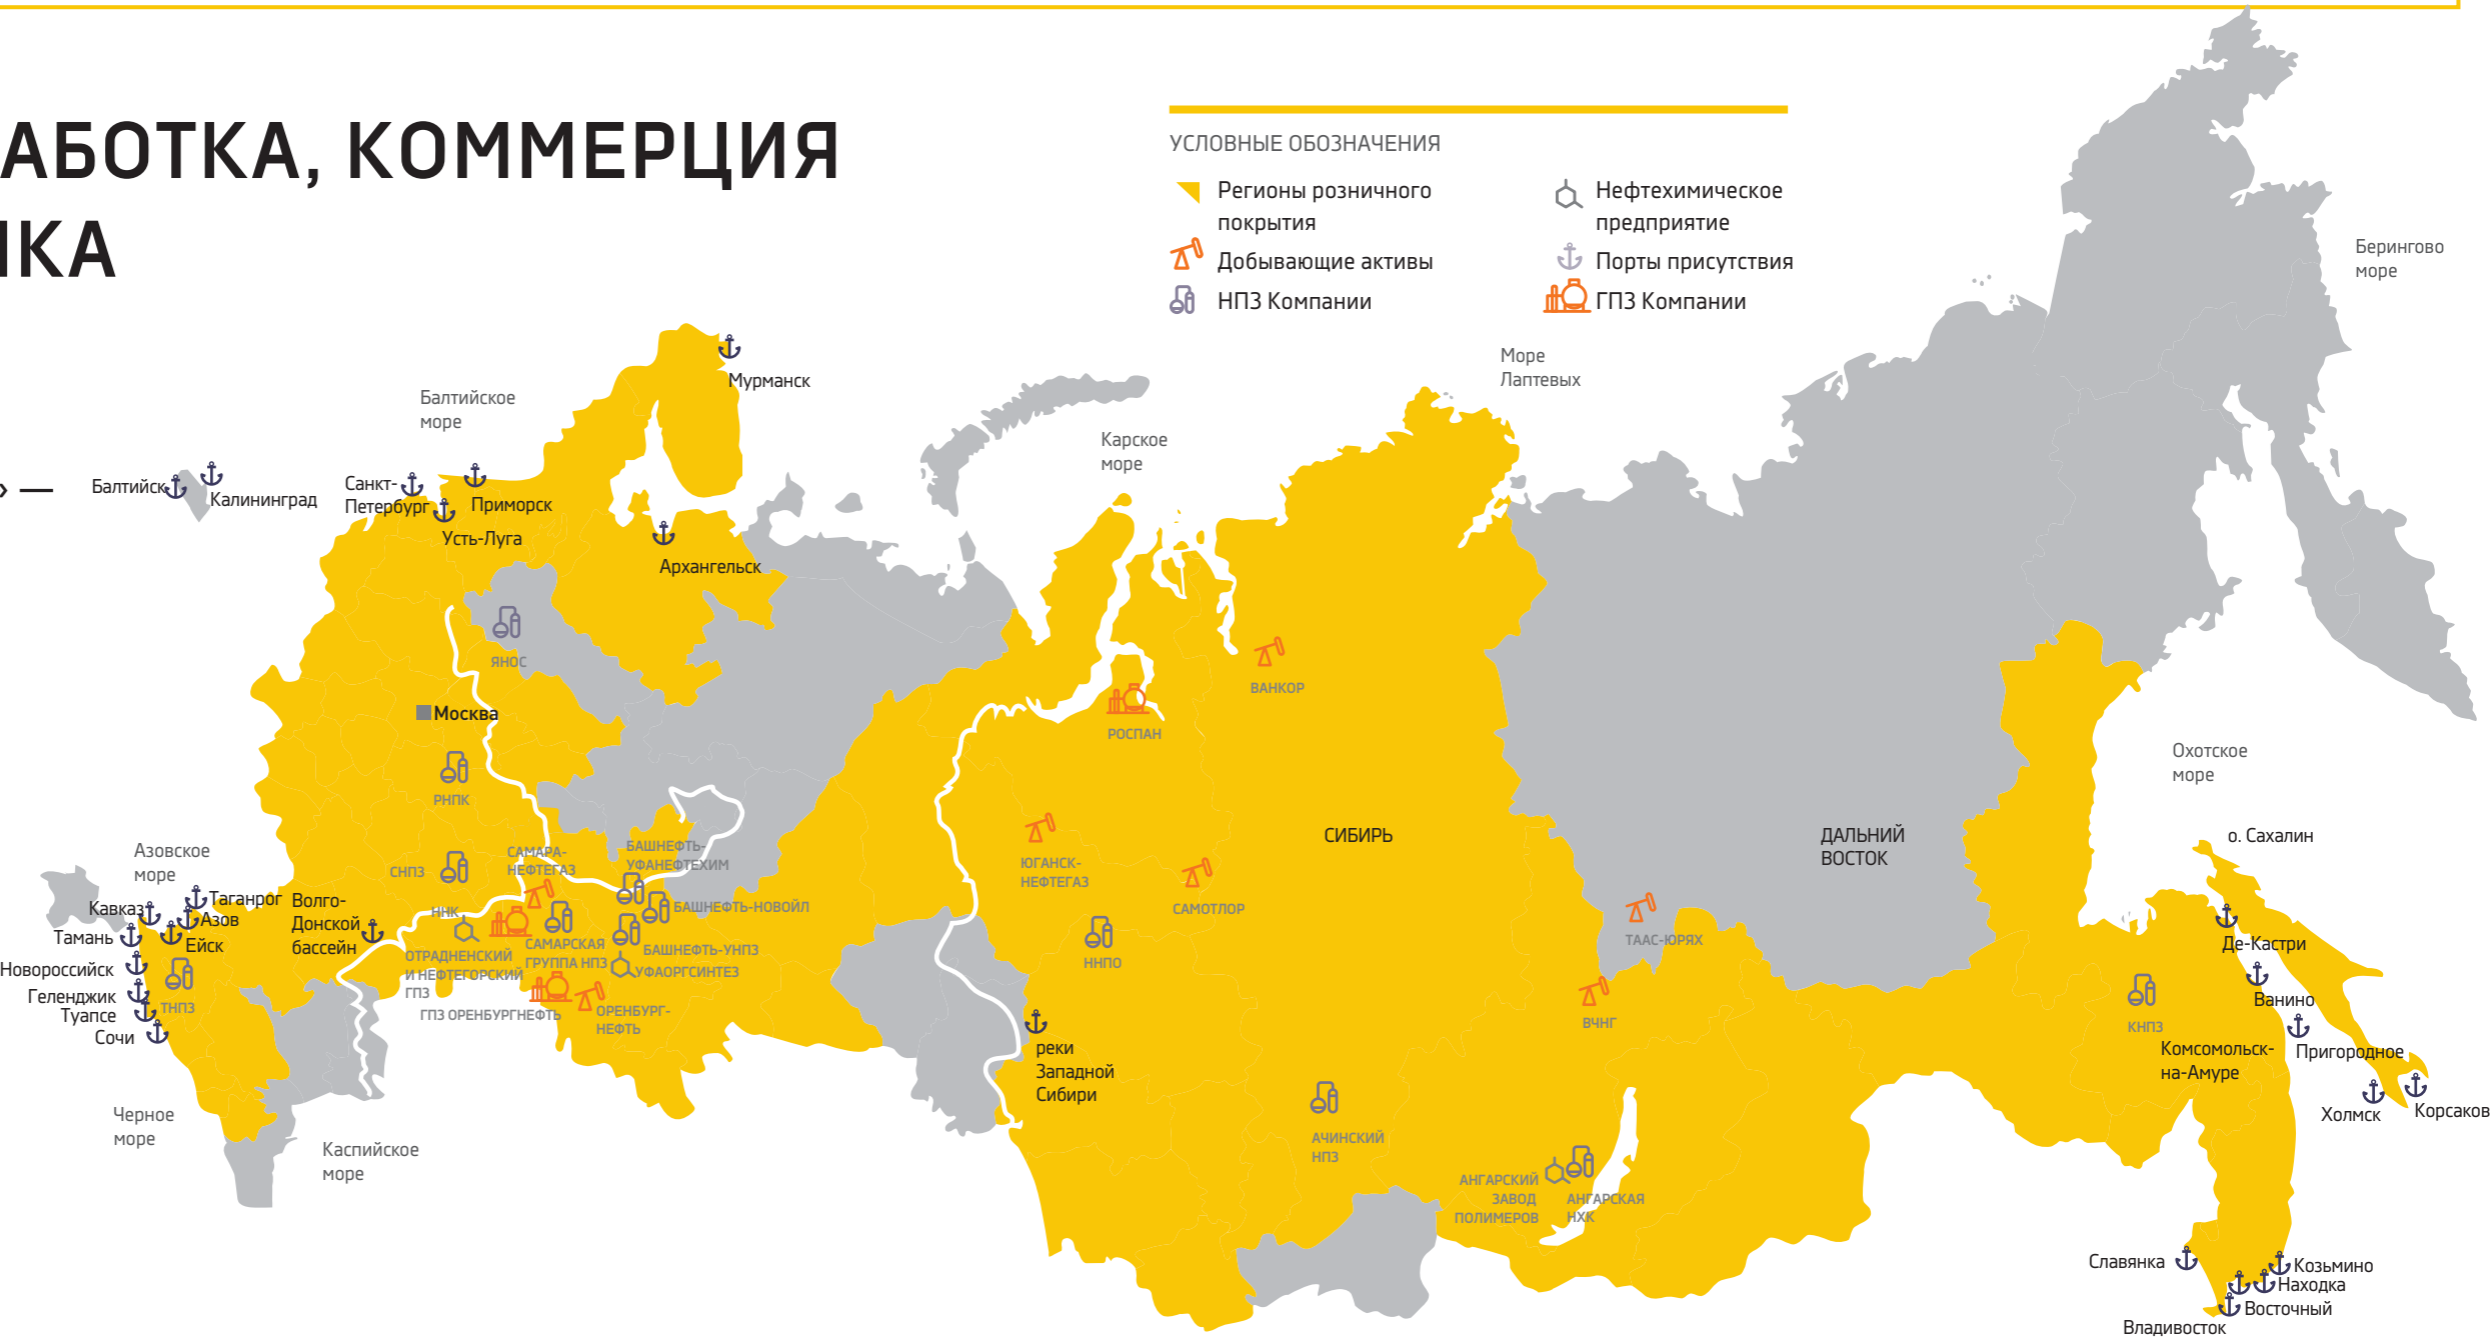 АБОТКА, КОММЕРЦИЯ
ИКА
УСЛОВНЫЕ ОБОЗНАЧЕНИЯ
Регионы розничного
покрытия
Добывающие активы
НПЗ Компании
Нефтехимическое
предприятие
Порты присутствия
ГПЗ Компании
Берингово
море
Море
Лаптевых
Карское
море
Балтийское
море
Мурманск
» —
Балтийск
Калининград
Санкт-
Петербург
Приморск
Усть-Луга
Архангельск
ЯНОС
Москва
РНПК
ВАНКОР
РОСПАН
Охотское
море
СИБИРЬ
ДАЛЬНИЙ
ВОСТОК
о. Сахалин
Азовское
море
СНПЗ
САМАРА-
НЕФТЕГАЗ
БАШНЕФТЬ-
УФАНЕФТЕХИМ
ЮГАНСК-
НЕФТЕГАЗ
САМОТЛОР
Кавказ
Таганрог
Азов
Тамань
Ейск
Волго-
Донской
бассейн
ННК
БАШНЕФТЬ-НОВОЙЛ
САМАРСКАЯ
ГРУППА НПЗ
БАШНЕФТЬ-УНПЗ
УФАОРГСИНТЕЗ
ОТРАДНЕНСКИЙ
И НЕФТЕГОРСКИЙ
ГПЗ
ГПЗ ОРЕНБУРГНЕФТЬ
ОРЕНБУРГ-
НЕФТЬ
ННПО
ТААС-ЮРЯХ
ВЧНГ
Новороссийск
Геленджик
Туапсе
Сочи
ТНПЗ
реки
Западной
Сибири
Де-Кастри
Ванино
КНПЗ
Комсомольск-
на-Амуре
Пригородное
Холмск
Корсаков
Черное
море
Каспийское
море
АЧИНСКИЙ
НПЗ
АНГАРСКИЙ
ЗАВОД
ПОЛИМЕРОВ
АНГАРСКАЯ
НХК
Славянка
Козьмино
Находка
Восточный
Владивосток